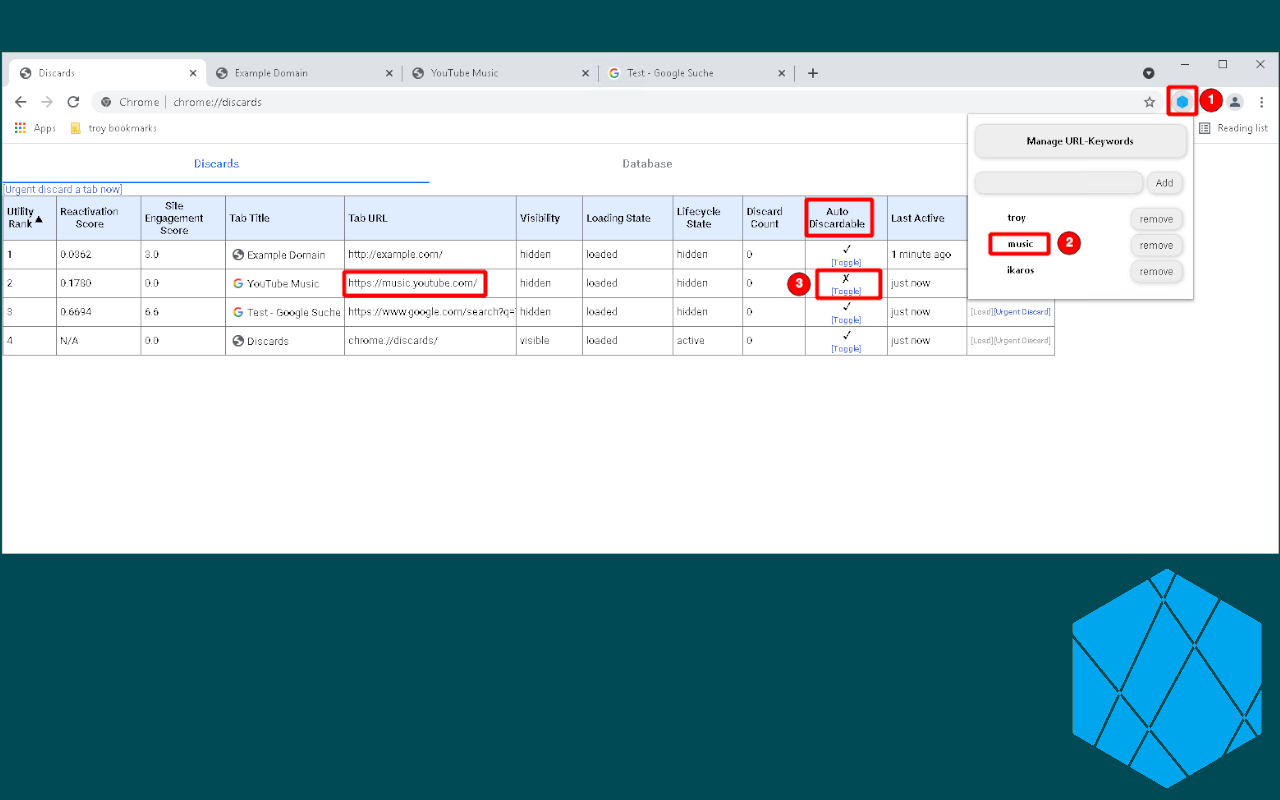 Discards
Example Domain
YouTube Music
Test - Google Suche
Chrome
chrome://discards
1
Apps
troy bookmarks
Reading list
Manage URL-Keywords
Add
troy
remove
music
2
remove
ikaros
remove
Discards
Database
[Urgent discard a tab now]
Utility Rank▲ Reactivation Score Site Engagement Score Tab Title Tab URL Visibility Loading State Lifecycle State Discard Count Auto Discardable Last Active
1 0.0362 3.0 Example Domain http://example.com/ hidden loaded hidden 0 ✓ [Toggle] 1 minute ago
2 0.1780 0.0 YouTube Music https://music.youtube.com/ hidden loaded hidden 0 3 ✗ [Toggle] just now
3 0.6694 6.6 Test - Google Suche https://www.google.com/search?q= hidden loaded hidden 0 ✓ [Toggle] just now [Load][Urgent Discard]
4 N/A 0.0 Discards chrome://discards/ visible loaded active 0 ✓ [Toggle] just now [Load][Urgent Discard]